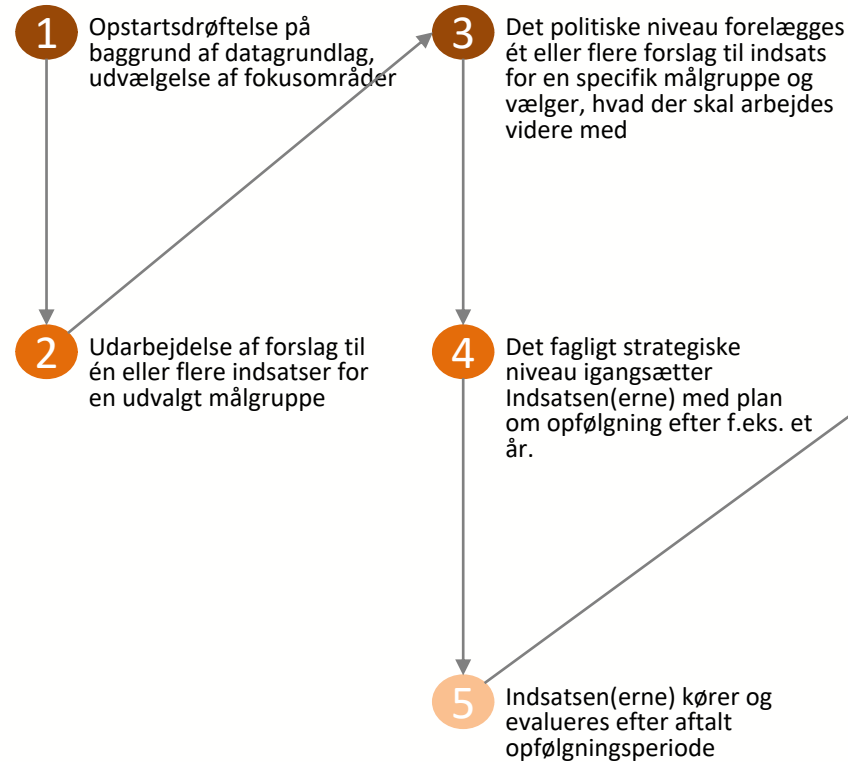 1
Opstartsdrøftelse på
baggrund af datagrundlag,
udvælgelse af fokusområder
2
Udarbejdelse af forslag til
én eller flere indsatser for
en udvalgt målgruppe
3
Det politiske niveau forelægges
ét eller flere forslag til indsats
for en specifik målgruppe og
vælger, hvad der skal arbejdes
videre med
4
Det fagligt strategiske
niveau igangsætter
Indsatsen(erne) med plan
om opfølgning efter f.eks. et
år.
5
Indsatsen(erne) kører og
evalueres efter aftalt
opfølgningsperiode